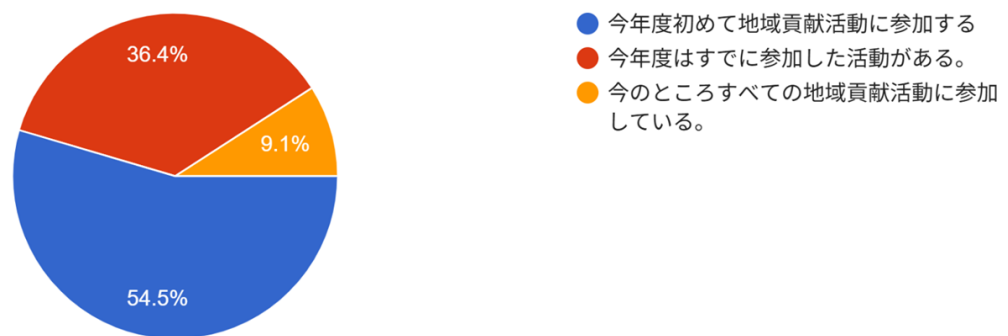 36.4%
9.1%
54.5%
今年度初めて地域貢献活動に参加する
今年度はすでに参加した活動がある。
今のところすべての地域貢献活動に参加
している。